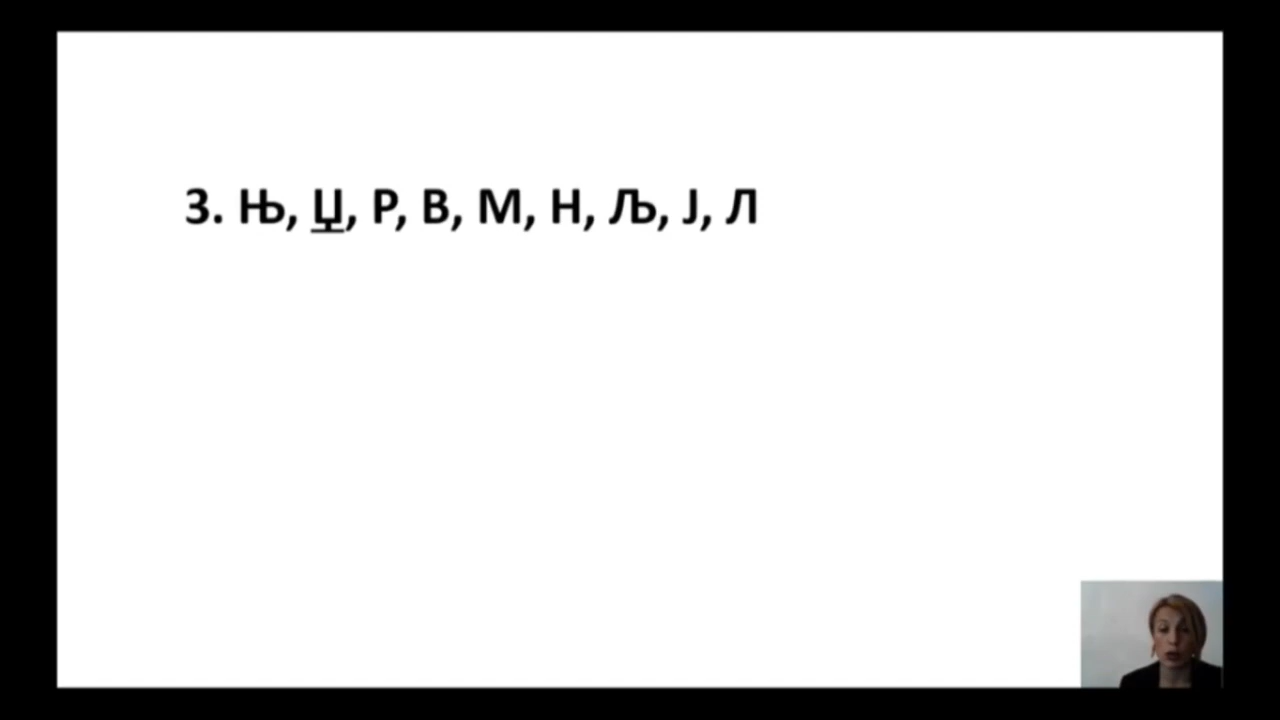 3. Њ, Џ, Р, В, М, Н, Љ, Ј, Л